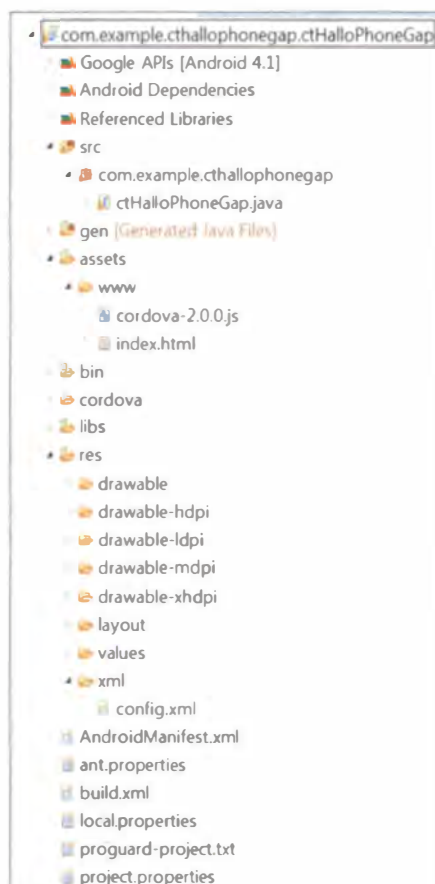 com.example.cthallophonegap.ctHalloPhoneGap
Google APIs [Android 4.1]
Android Dependencies
Referenced Libraries
src
com.example.cthallophonegap
ctHalloPhoneGap.java
gen [Generated Java Files]
assets
www
cordova-2.0.0.js
index.html
bin
cordova
libs
res
drawable
drawable-hdpi
drawable-ldpi
drawable-mdpi
drawable-xhdpi
layout
values
xml
config.xml
AndroidManifest.xml
ant.properties
build.xml
local.properties
proguard-project.txt
project.properties